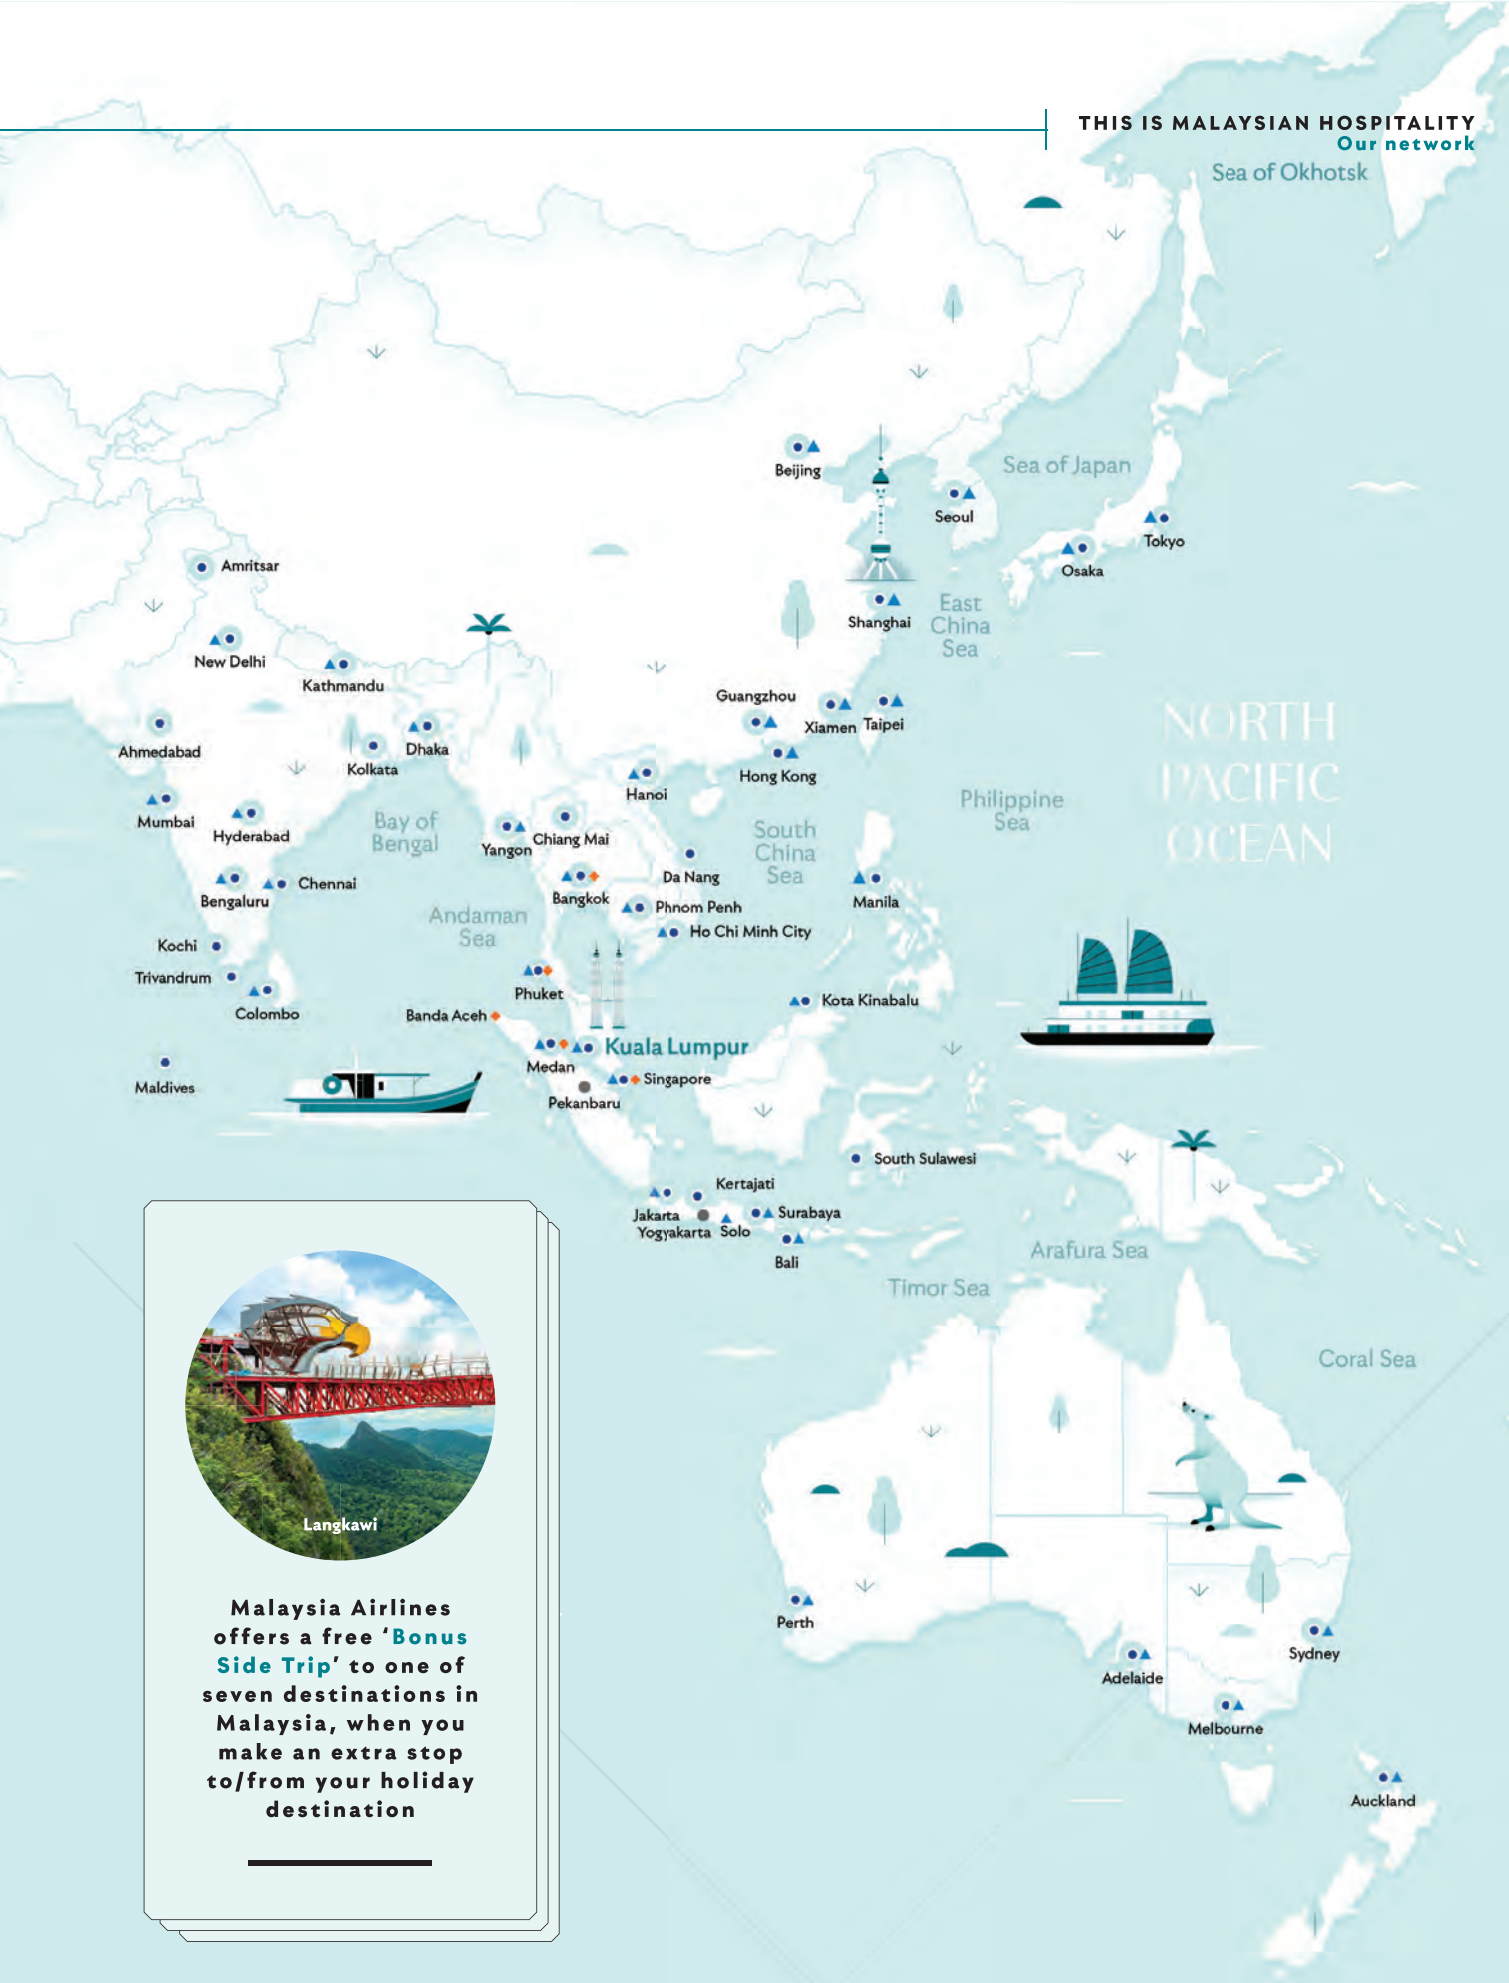 THIS IS MALAYSIAN HOSPITALITY
Our network
Sea of Okhotsk
Beijing
Sea of Japan
Seoul
Tokyo
Osaka
Amritsar
East
China
Sea
Shanghai
New Delhi
Kathmandu
Guangzhou
Xiamen
Taipei
NORTH
PACIFIC
OCEAN
Ahmedabad
Dhaka
Kolkata
Hong Kong
Hanoi
Philippine
Sea
Mumbai
Hyderabad
Bay of
Bengal
South
China
Sea
Yangon
Chiang Mai
Da Nang
Bengaluru
Chennai
Bangkok
Manila
Phnom Penh
Andaman
Sea
Ho Chi Minh City
Kochi
Trivandrum
Phuket
Colombo
Banda Aceh
Kota Kinabalu
Kuala Lumpur
Medan
Singapore
Maldives
Pekanbaru
South Sulawesi
Kertajati
Jakarta
Surabaya
Yogyakarta
Solo
Bali
Arafura Sea
Timor Sea
Coral Sea
Langkawi
Malaysia Airlines
offers a free ‘Bonus
Side Trip’ to one of
seven destinations in
Malaysia, when you
make an extra stop
to/from your holiday
destination
Perth
Sydney
Adelaide
Melbourne
Auckland